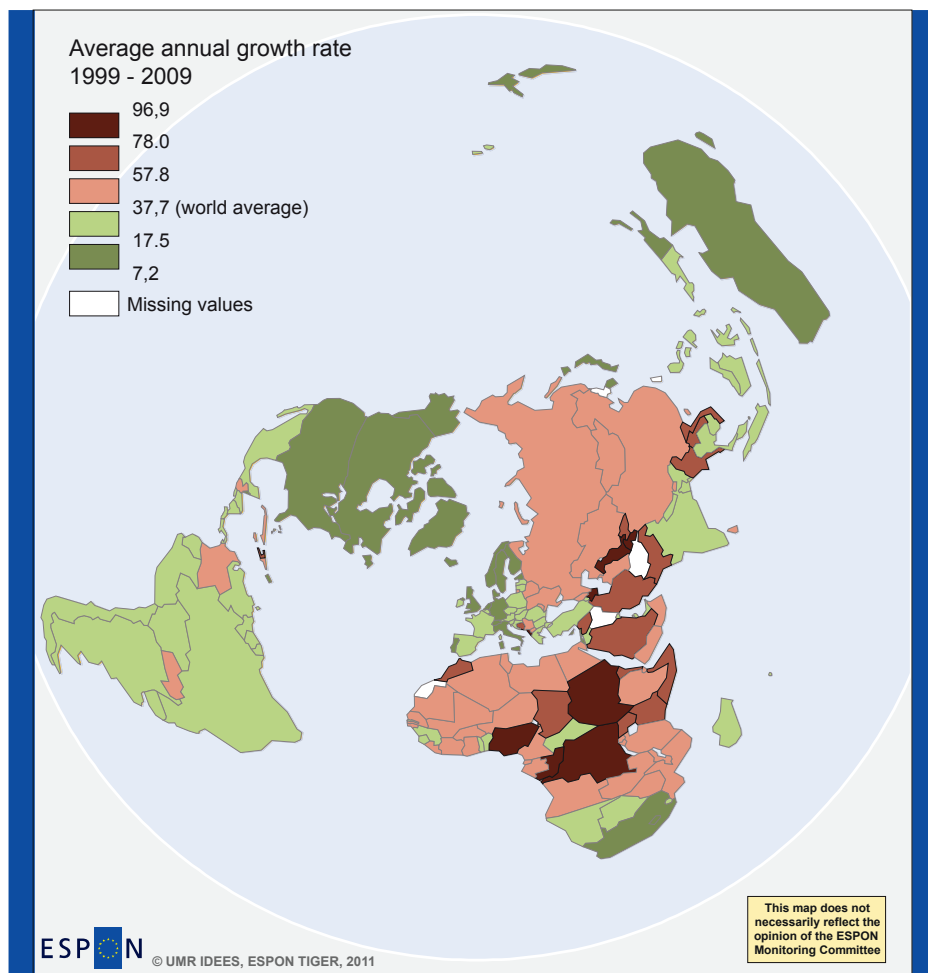 Average annual growth rate
1999 - 2009
96,9
78.0
57.8
37,7 (world average)
17.5
7,2
Missing values
This map does not
necessarily reflect the
opinion of the ESPON
Monitoring Committee
ESPON
© UMR IDEES, ESPON TIGER, 2011